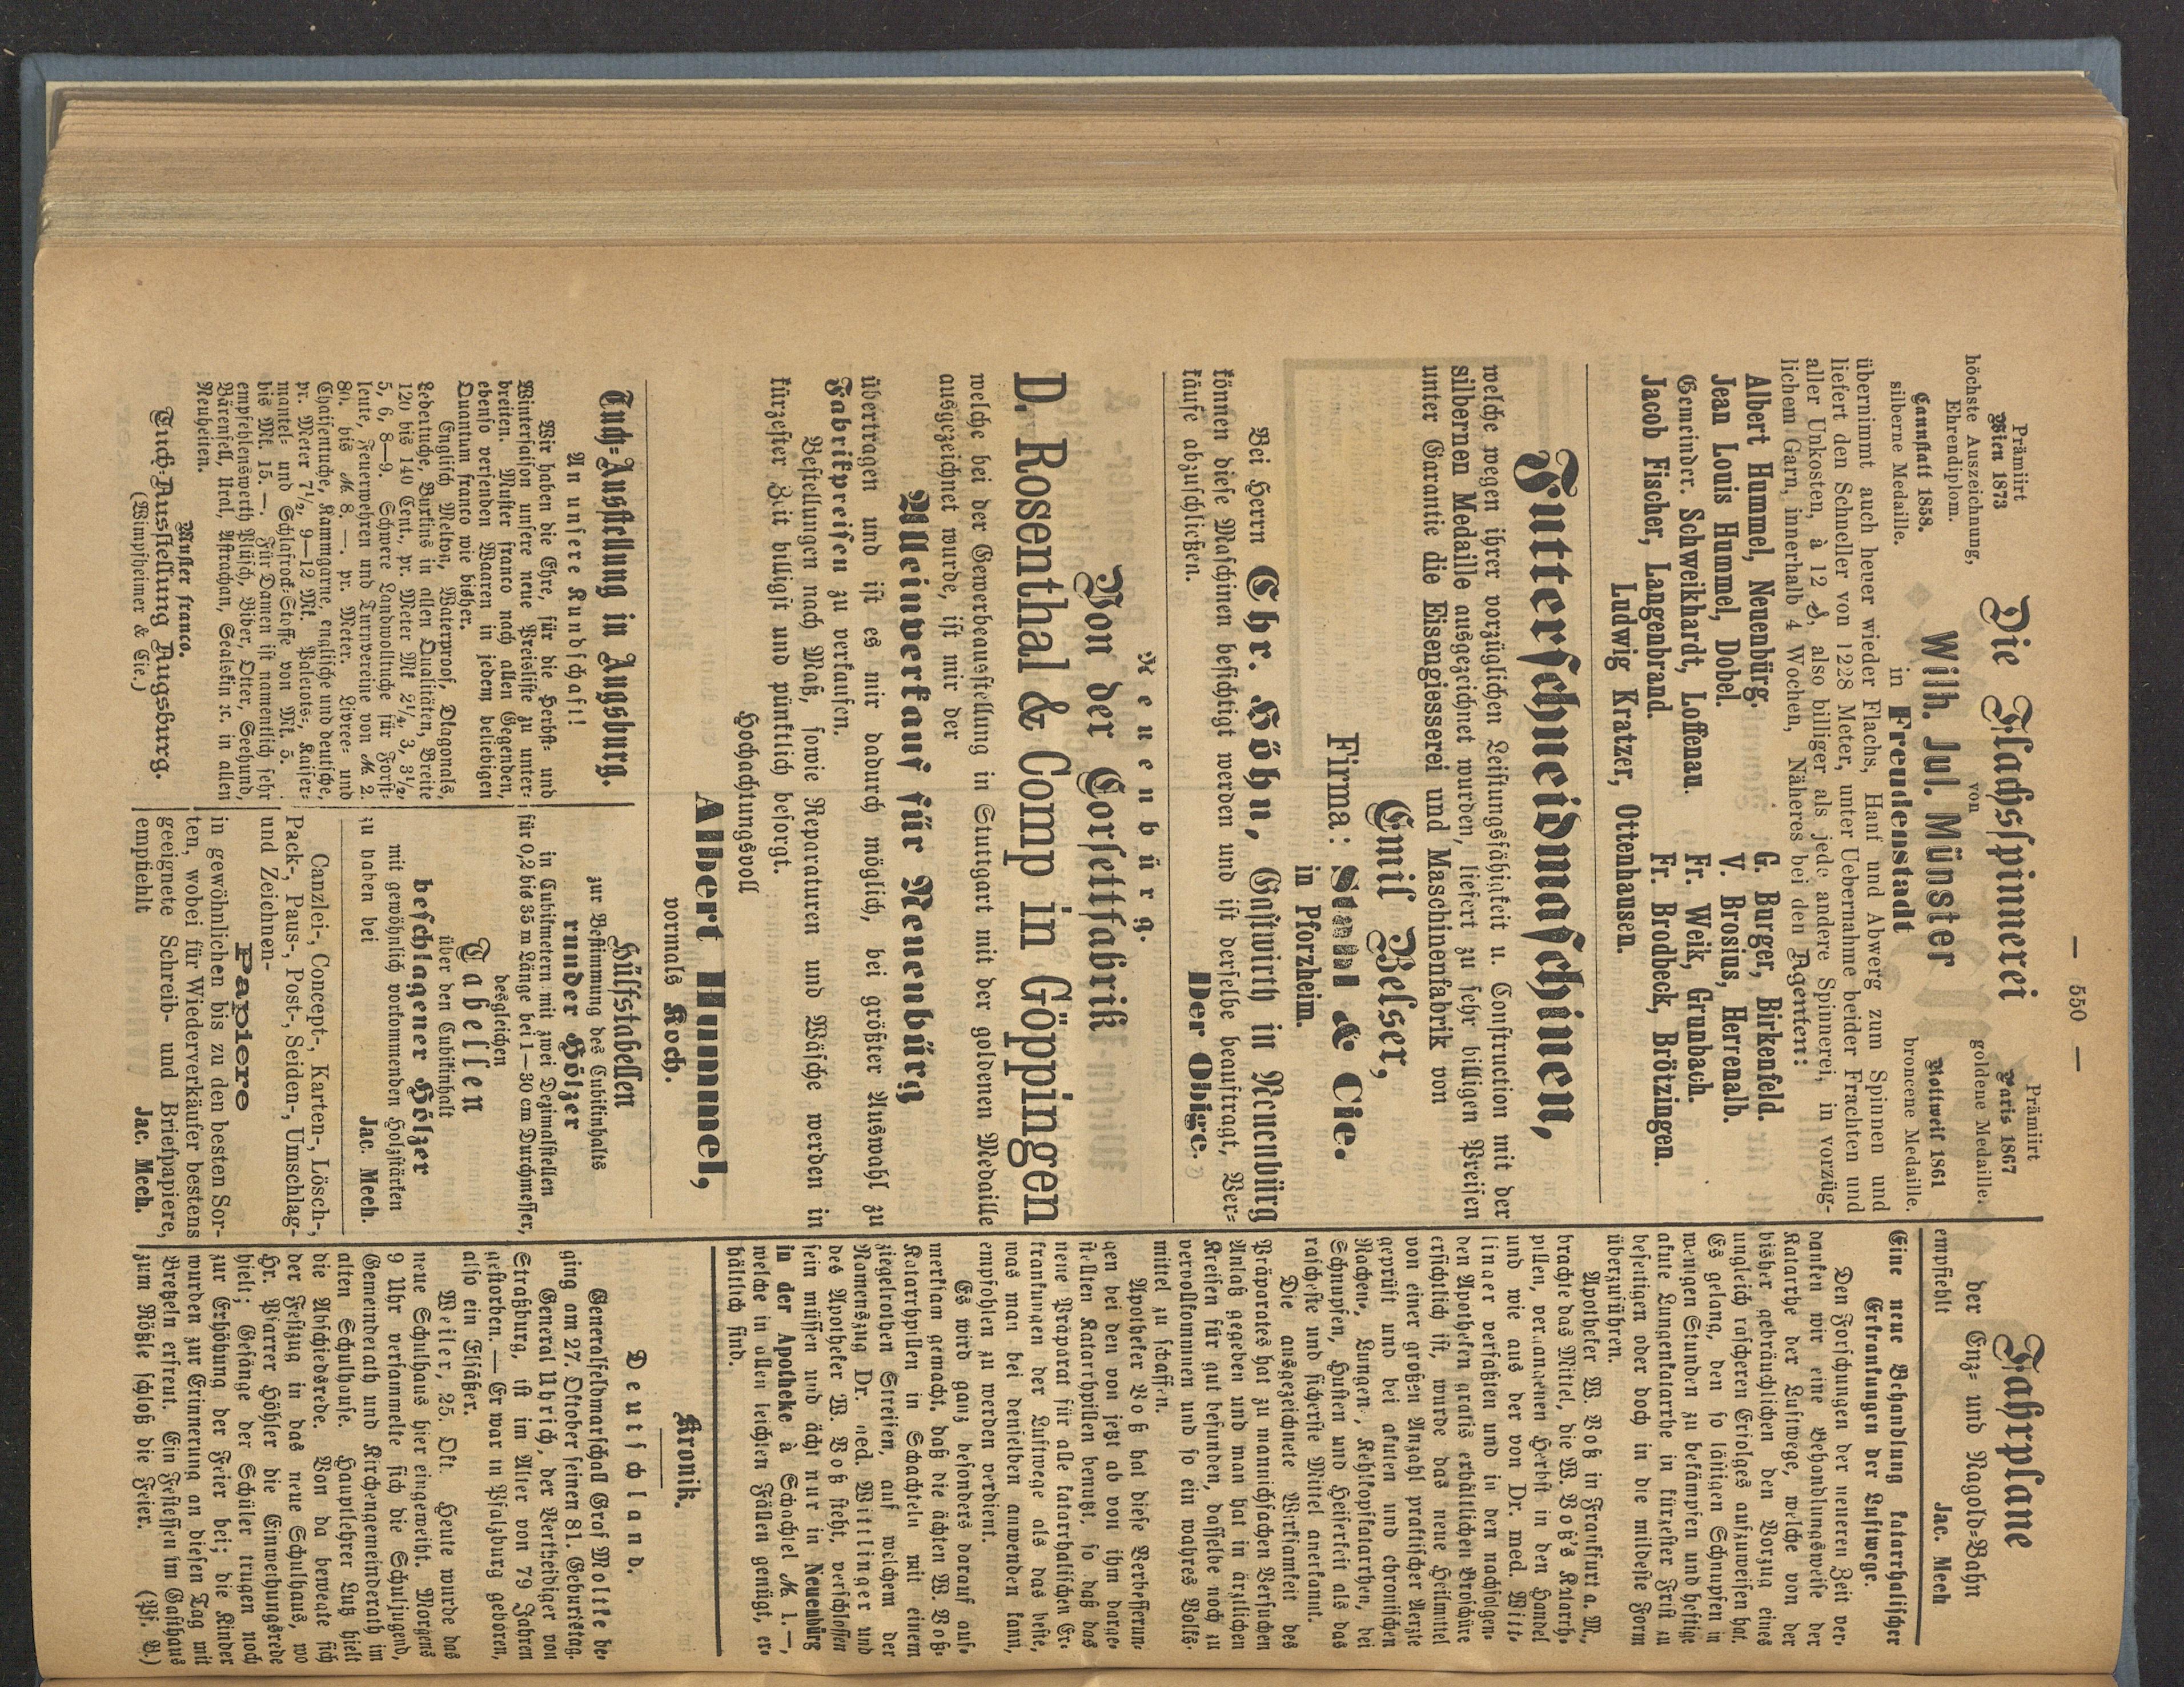 — 550 —
Prämiirt
Wien 1873
höchste Auszeichnung,
Ehrendiplom.
Cannstatt 1858.
silberne Medaille.
Die Flachsspinnerei
von
Wilh. Jul. Münster
in Freudenstadt
Prämiirt
Paris 1867
goldene Medaille.
Rottweil 1861
broncene Medaille.
übernimmt auch heuer wieder Flachs, Hanf und Abwerg zum Spinnen und
liefert den Schneller von 1228 Meter, unter Uebernahme beider Frachten und
aller Unkosten, à 12 ₰, also billiger als jede andere Spinnerei, in vorzüg-
lichem Garn, innerhalb 4 Wochen, Näheres bei den Agenten:
Albert Hummel, Neuenbürg.
Jean Louis Hummel, Dobel.
Gemeinder. Schweikhardt, Loffenau.
Jacob Fischer, Langenbrand.
G. Burger, Birkenfeld.
V. Brosius, Herrenalb.
Fr. Weik, Grunbach.
Fr. Brodbeck, Brötzingen.
Ludwig Kratzer, Ottenhausen.
Futterschneidmaschinen,
welche wegen ihrer vorzüglichen Leistungsfähigkeit u. Construction mit der
silbernen Medaille ausgezeichnet wurden, liefert zu sehr billigen Preisen
unter Garantie die Eisengiesserei und Maschinenfabrik von
Emil Belser,
Firma: Stahl & Cie.
in Pforzheim.
Bei Herrn Chr. Höhn, Gastwirth in Neuenbürg
können diese Maschinen besichtigt werden und ist derselbe beauftragt, Ver-
käufe abzuschließen.
Der Obige.
Neuenbürg.
Von der Corsettfabrik
D. Rosenthal & Comp in Göppingen
welche bei der Gewerbeausstellung in Stuttgart mit der goldenen Medaille
ausgezeichnet wurde, ist mir der
Alleinverkauf für Neuenbürg
übertragen und ist es mir dadurch möglich, bei größter Auswahl zu
Fabrikpreisen zu verkaufen.
Bestellungen nach Maß, sowie Reparaturen und Wäsche werden in
kürzester Zeit billigst und pünktlich besorgt.
Hochachtungsvoll
Albert Hummel,
vormals Koch.
Tuch-Ausstellung in Augsburg.
An unsere Kundschaft!
Wir haben die Ehre, für die Herbst- und
Wintersaison unsere neue Preisliste zu unter-
breiten. Muster franco nach allen Gegenden,
ebenso versenden Waaren in jedem beliebigen
Quantum franco wie bisher.
Englisch Melton, Waterproof, Diagonals,
Ledertuche, Buxkins in allen Qualitäten, Breite
120 bis 140 Cent., pr. Meter Mk 2¼, 3, 3½,
5, 6, 8—9. Schwere Landwolltuche für Forst-
leute, Feuerwehren und Turnvereine von M. 2.
80. bis M. 8. —. pr. Meter. Livree- und
Chaisentuche, Kammgarne, englische und deutsche,
pr. Meter 7½, 9—12 Mk. Paletots-, Kaiser-
mantel- und Schlafrock-Stoffe von Mk. 5.
bis Mk. 15. —. Für Damen ist namentlich sehr
empfehlenswerth Plüsch, Biber, Otter, Seehund,
Bärenfell, Ural, Astrachan, Sealskin ꝛc. in allen
Neuheiten.
Muster franco.
Tuch-Ausstellung Augsburg.
(Wimpfheimer & Cie.)
Hülfstabellen
zur Bestimmung des Cubikinhalts
runder Hölzer
in Cubikmetern mit zwei Dezimalstellen
für 0,2 bis 35 m Länge bei 1—30 cm Durchmesser,
desgleichen
Tabellen
über den Cubikinhalt
beschlagener Hölzer
mit gewöhnlich vorkommenden Holzstärken
zu haben bei
Jac. Meeh.
Canzlei-, Concept-, Karten-, Lösch-,
Pack-, Paus-, Post-, Seiden-, Umschlag-
und Zeichnen-
Papiere
in gewöhnlichen bis zu den besten Sor-
ten, wobei für Wiederverkäufer bestens
geeignete Schreib- und Briefpapiere,
empfiehlt
Jac. Meeh.
Fahrplane
der Enz- und Nagold-Bahn
empfiehlt Jac. Meeh
Eine neue Behandlung katarrhalischer
Erkrankungen der Luftwege.
Den Forschungen der neueren Zeit ver-
danken wir eine Behandlungsweise der
Katarrhe der Luftwege, welche von der
bisher gebräuchlichen den Vorzug eines
ungleich rascheren Erfolges aufzuweisen hat.
Es gelang, den so lästigen Schnupfen in
wenigen Stunden zu bekämpfen und heftige
akute Lungenkatarrhe in kürzester Frist zu
beseitigen oder doch in die mildeste Form
überzuführen.
Apotheker W. Voß in Frankfurt a. M.,
brachte das Mittel, die W. Voß's Katarrh-
pillen, vergangenen Herbst in den Handel
und wie aus der von Dr. med. Witt-
linger verfaßten und in den nachfolgen-
den Apotheken gratis erhältlichen Broschüre
ersichtlich ist, wurde das neue Heilmittel
von einer großen Anzahl praktischer Aerzte
geprüft und bei akuten und chronischen
Rachen-, Lungen-, Kehlkopfkatarrhen, bei
Schnupfen, Husten und Heiserkeit als das
rascheste und sicherste Mittel anerkannt.
Die ausgezeichnete Wirksamkeit des
Präparates hat zu mannichfachen Versuchen
Anlaß gegeben und man hat in ärztlichen
Kreisen für gut befunden, dasselbe noch zu
vervollkommnen und so ein wahres Volks-
mittel zu schaffen.
Apotheker Voß hat diese Verbesserun-
gen bei den von jetzt ab von ihm darge-
stellten Katarrhpillen benutzt, so daß das
neue Präparat für alle katarrhalischen Er-
krankungen der Luftwege als das beste,
was man bei denselben anwenden kann,
empfohlen zu werden verdient.
Es wird ganz besonders darauf auf-
merksam gemacht, daß die ächten W. Voß-
Katarrhpillen in Schachteln mit einem
ziegelrothen Streifen, auf welchem der
Namenszug Dr. med. Wittlinger und
des Apotheker W. Voß steht, verschlossen
sein müssen und ächt nur in Neuenbürg
in der Apotheke à Schachtel M. 1.—,
welche in allen leichten Fällen genügt, er-
hältlich sind.
Kronik.
Deutschland.
Generalfeldmarschall Graf Moltke be-
ging am 27. Oktober seinen 81. Geburtstag.
General Uhrich, der Vertheidiger von
Straßburg, ist im Alter von 79 Jahren
gestorben. — Er war in Pfalzburg geboren,
also ein Elsäßer.
Weiler, 25. Okt. Heute wurde das
neue Schulhaus hier eingeweiht. Morgens
9 Uhr versammelte sich die Schuljugend,
Gemeinderath und Kirchengemeinderath im
alten Schulhause. Hauptlehrer Lutz hielt
die Abschiedsrede. Von da bewegte sich
der Festzug in das neue Schulhaus, wo
Hr. Pfarrer Höhler die Einweihungsrede
hielt; Gesänge der Schüler trugen noch
zur Erhöhung der Feier bei; die Kinder
wurden zur Erinnerung an diesen Tag mit
Bretzeln erfreut. Ein Festessen im Gasthaus
zum Rößle schloß die Feier. (Pf. B.)